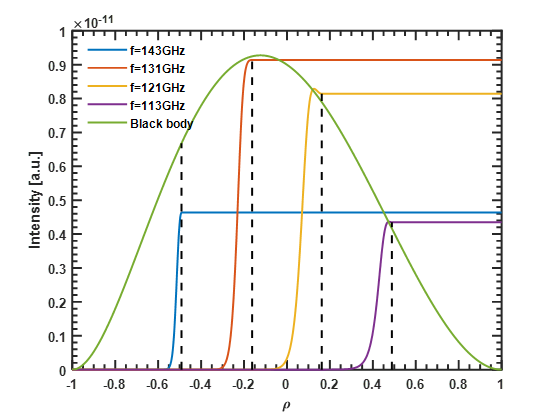 ×10⁻¹¹
1
0.9
0.8
0.7
0.6
0.5
0.4
0.3
0.2
0.1
0
Intensity [a.u.]
f=143GHz
f=131GHz
f=121GHz
f=113GHz
Black body
-1 -0.8 -0.6 -0.4 -0.2 0 0.2 0.4 0.6 0.8 1
ρ